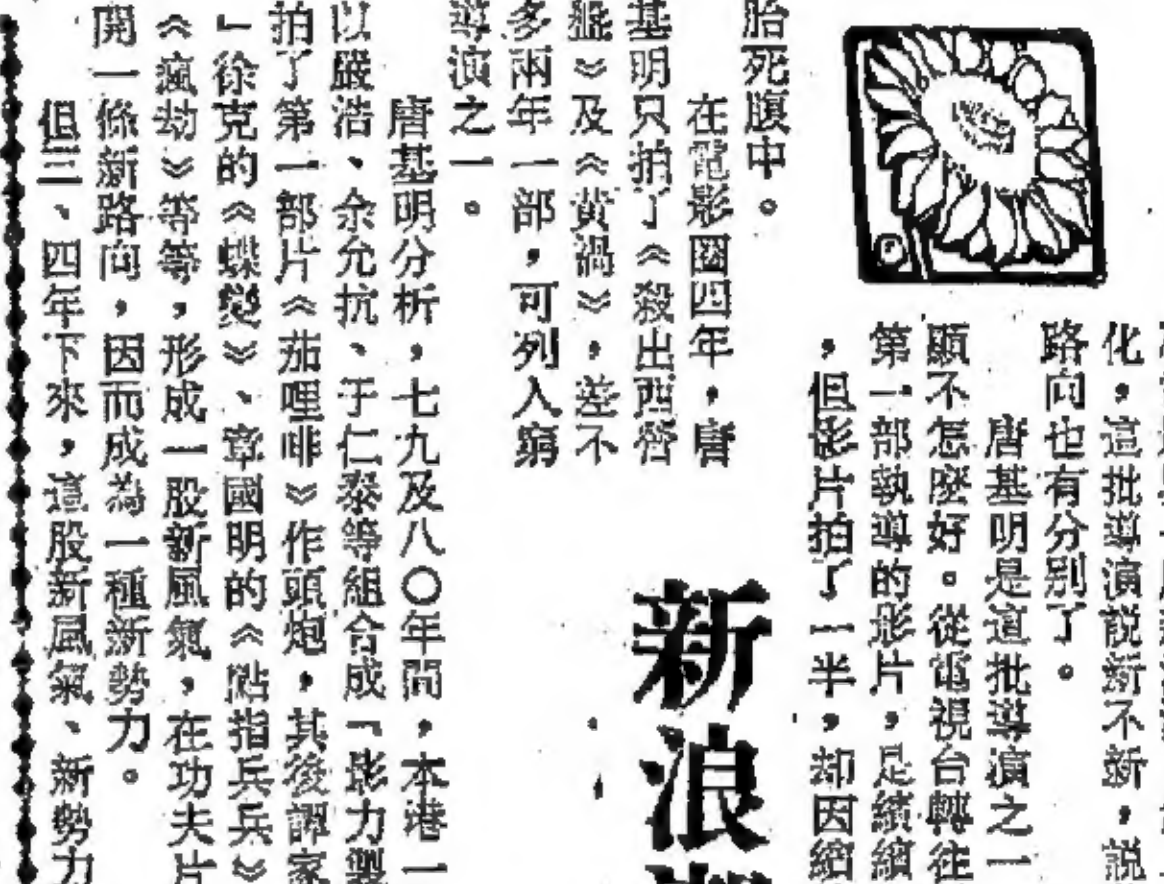 化，這批導演說新不新，說
路向也有分別了。
唐基明是這批導演之一
顯不怎麼好。從電視台轉往
第一部執導的影片，是續續
，但影片拍了一半，却因繪
胎死腹中。
新浪
在電影圈四年，唐
基明只拍了《殺出西營
盤》及《黃禍》，差不
多兩年一部，可列入窮
導演之一。
唐基明分析，七九及八〇年間，本港一
以嚴浩、余允抗、于仁泰等組合成「影力製
拍了第一部片《茄哩啡》作頭炮，其後譚家
」徐克的《蝶變》、章國明的《點指兵兵》
《瘋劫》等等，形成一股新風氣，在功夫片
開一條新路向，因而成為一種新勢力。
但三、四年下來，這股新風氣、新勢力